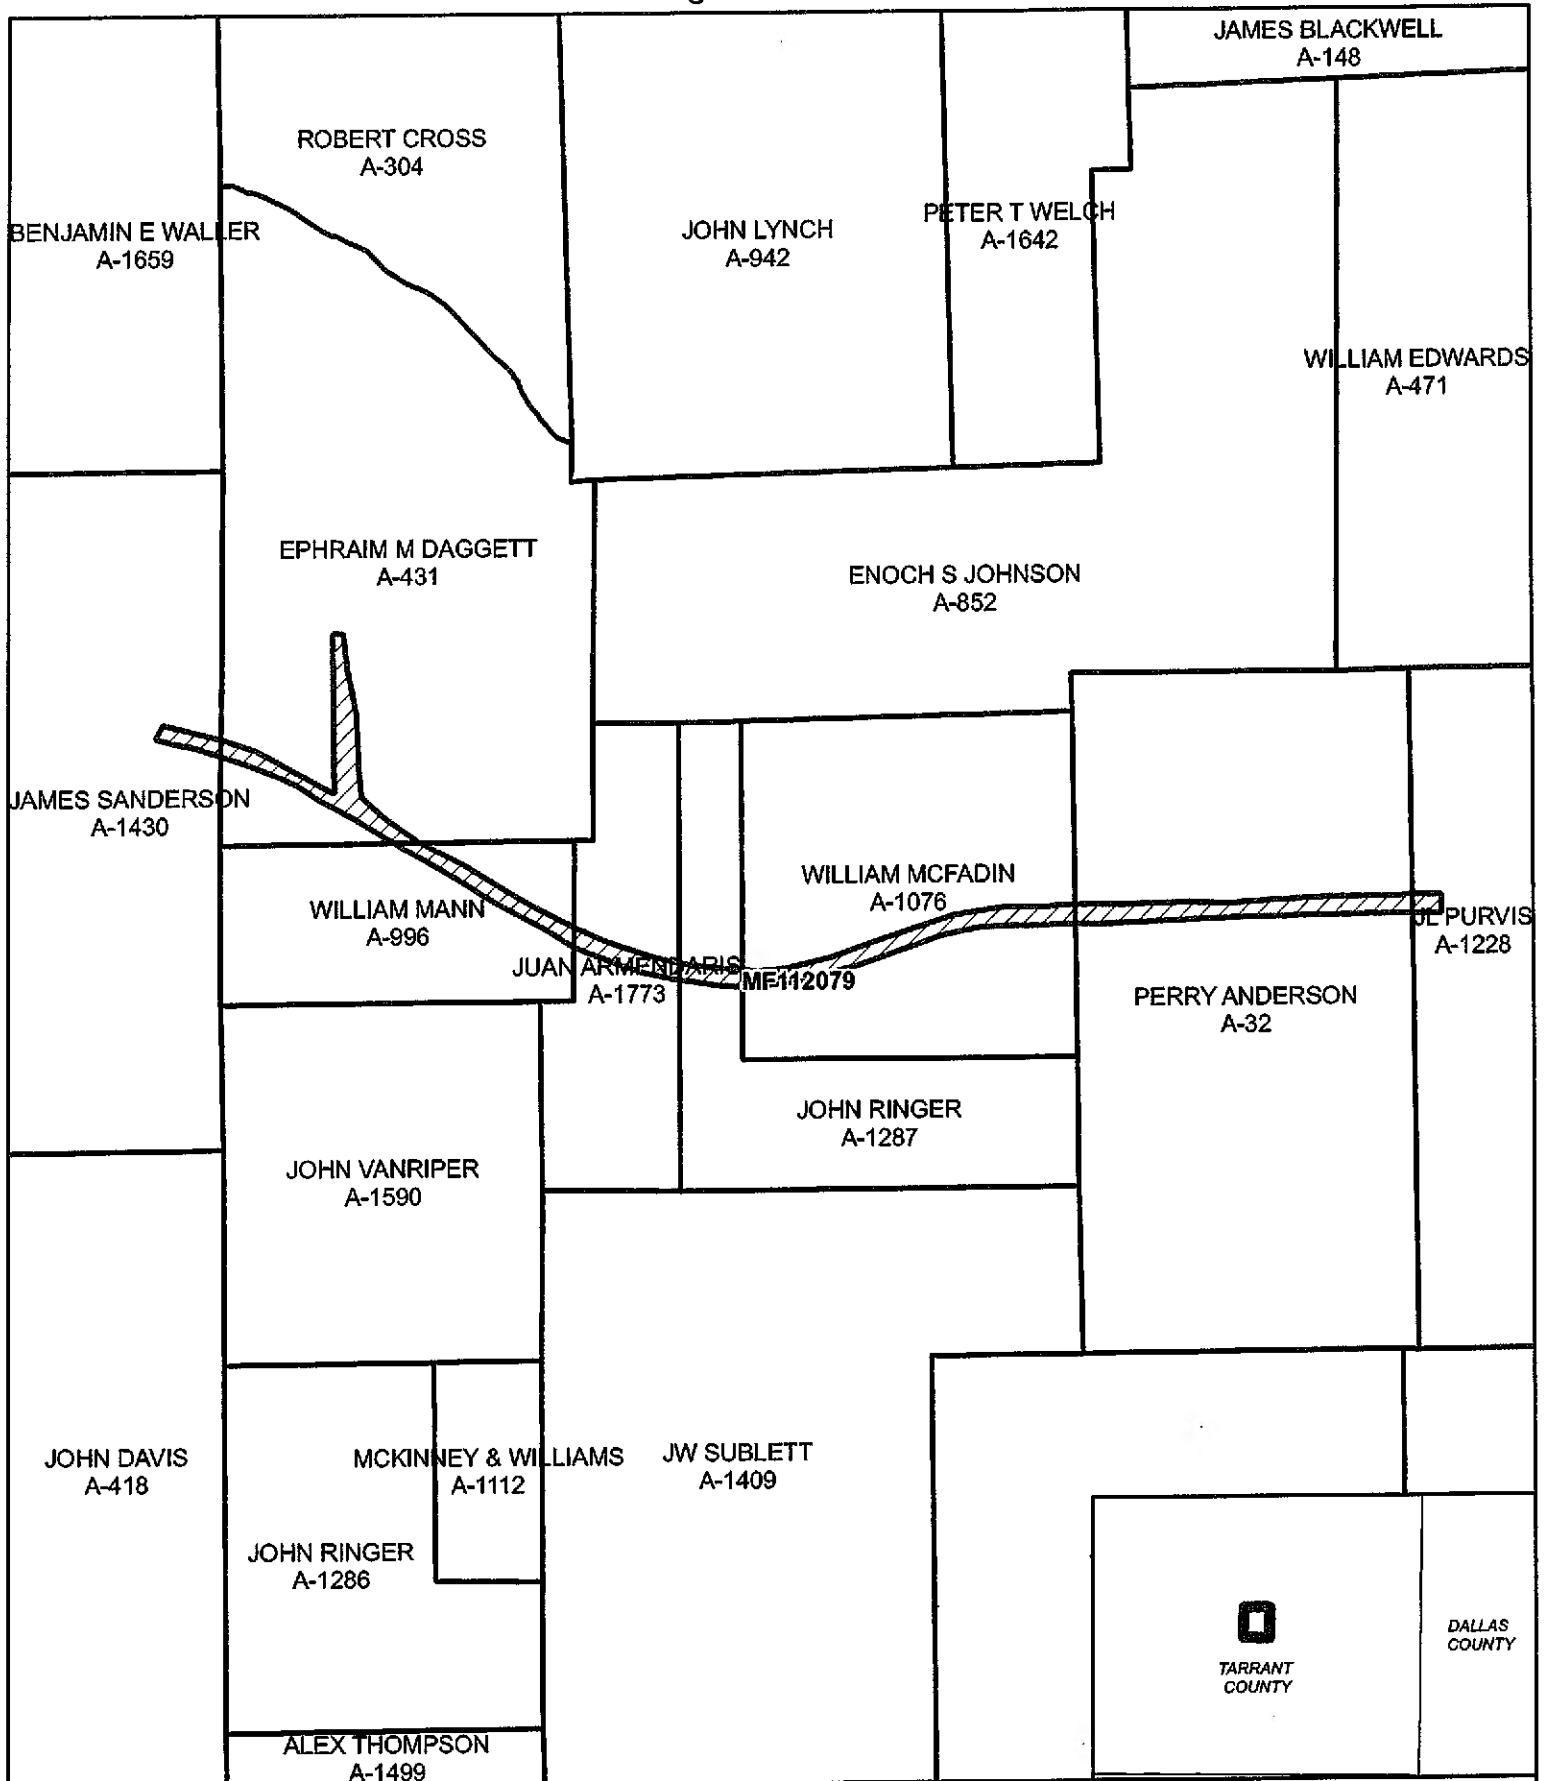 JAMES BLACKWELL
A-148
ROBERT CROSS
A-304
BENJAMIN E WALLER
A-1659
JOHN LYNCH
A-942
PETER T WELCH
A-1642
WILLIAM EDWARDS
A-471
EPHRAIM M DAGGETT
A-431
ENOCH S JOHNSON
A-852
JAMES SANDERSON
A-1430
WILLIAM MCFADIN
A-1076
WILLIAM MANN
A-996
JL PURVIS
A-1228
JUAN ARMENDARIS
A-1773
MF112079
PERRY ANDERSON
A-32
JOHN RINGER
A-1287
JOHN VANRIPER
A-1590
JOHN DAVIS
A-418
MCKINNEY & WILLIAMS
A-1112
JW SUBLETT
A-1409
JOHN RINGER
A-1286
TARRANT
COUNTY
DALLAS
COUNTY
ALEX THOMPSON
A-1499